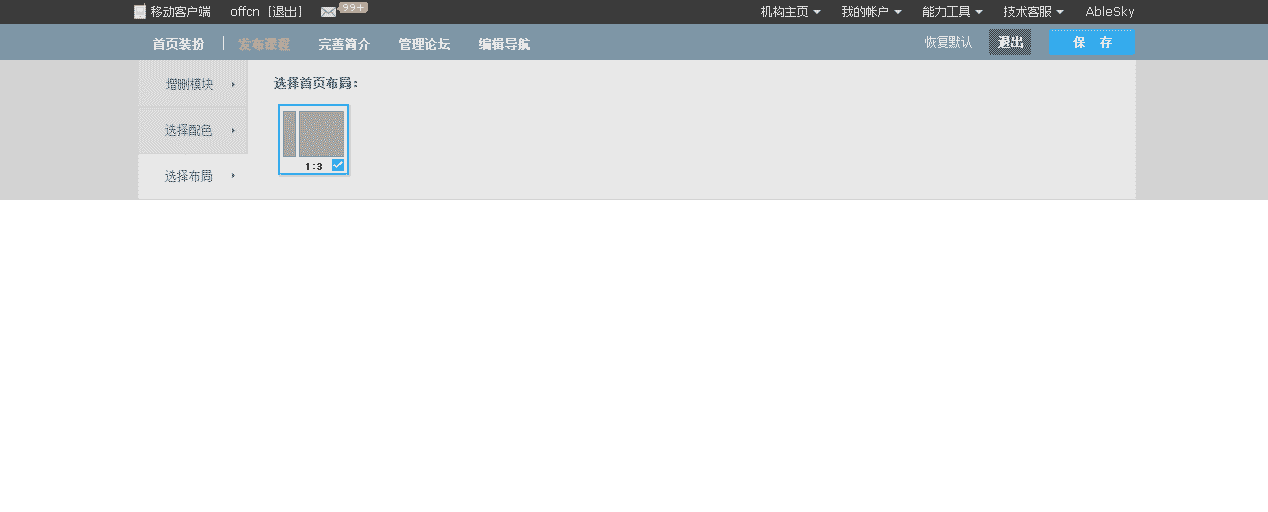 移动客户端 offcn [退出] 99+ 机构主页 我的帐户 能力工具 技术客服 AbleSky
首页装扮 发布课程 完善简介 管理论坛 编辑导航 恢复默认 退出 保 存
增删模块
选择首页布局：
选择配色
1:3
选择布局